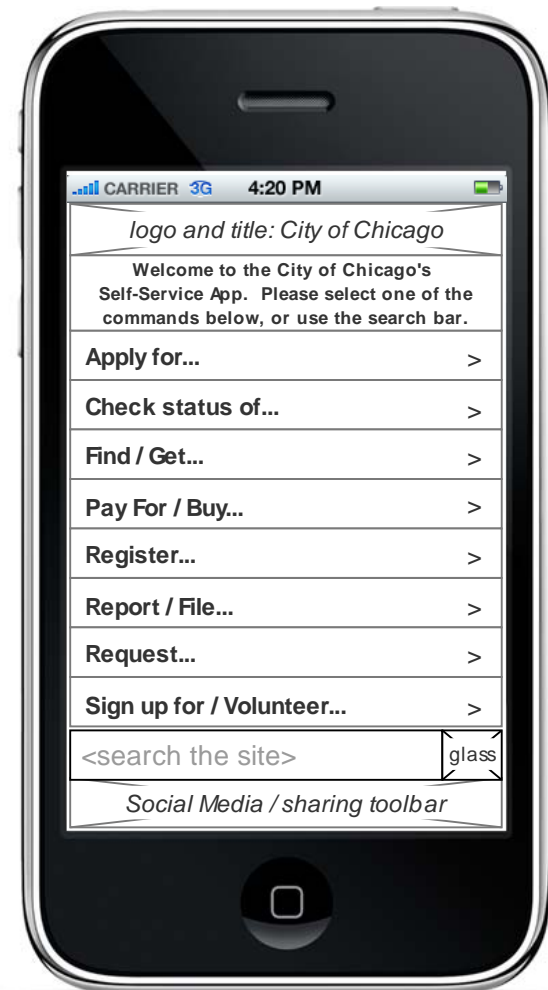 CARRIER 3G 4:20 PM
logo and title: City of Chicago
Welcome to the City of Chicago's
Self-Service App. Please select one of the
commands below, or use the search bar.
Apply for... >
Check status of... >
Find / Get... >
Pay For / Buy... >
Register... >
Report / File... >
Request... >
Sign up for / Volunteer... >
<search the site> glass
Social Media / sharing toolbar